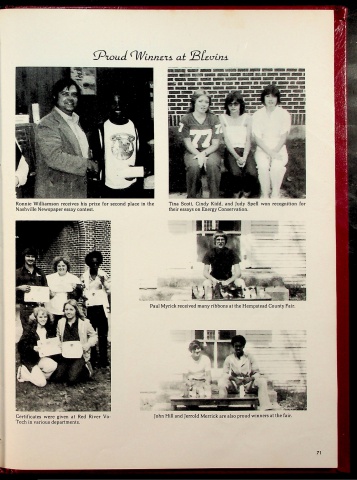 Proud Winners at Blevins
77
Ronnie Williamson receives his prize for second place in the
Nashville Newspaper essay contest.
Tina Scoti, Cindy Kidd, and Judy Spell won recognition for
their essays on Energy Conservation.
Paul Myrick received many ribbons at the Hempstead County Fair.
Certificates were given at Red River Vo-
Tech in various departments.
John Hill and Jerrold Merrick are also proud winners at the fair.
71